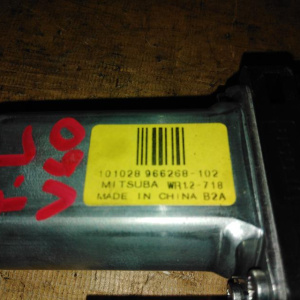 F.L
V60
101028 966268-102
MITSUBA WR12-718
MADE IN CHINA B2A